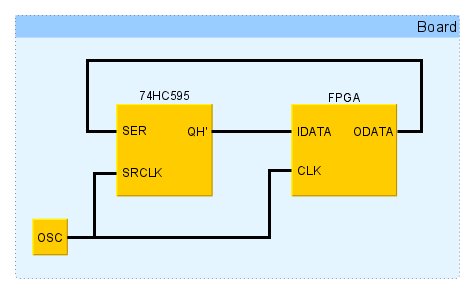 Board
74HC595
FPGA
SER QH'
IDATA ODATA
SRCLK
CLK
OSC